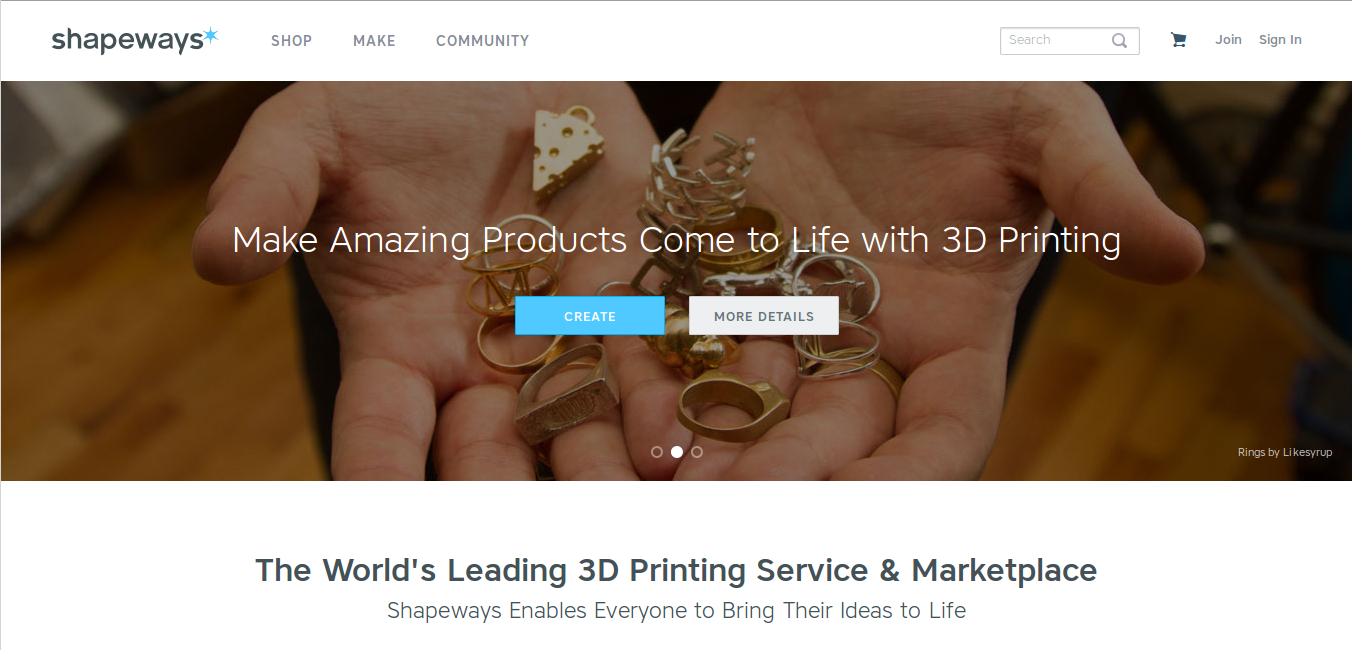 shapeways
SHOP MAKE COMMUNITY Search Join Sign In
Make Amazing Products Come to Life with 3D Printing
CREATE MORE DETAILS
Rings by Likesyrup
The World's Leading 3D Printing Service & Marketplace
Shapeways Enables Everyone to Bring Their Ideas to Life